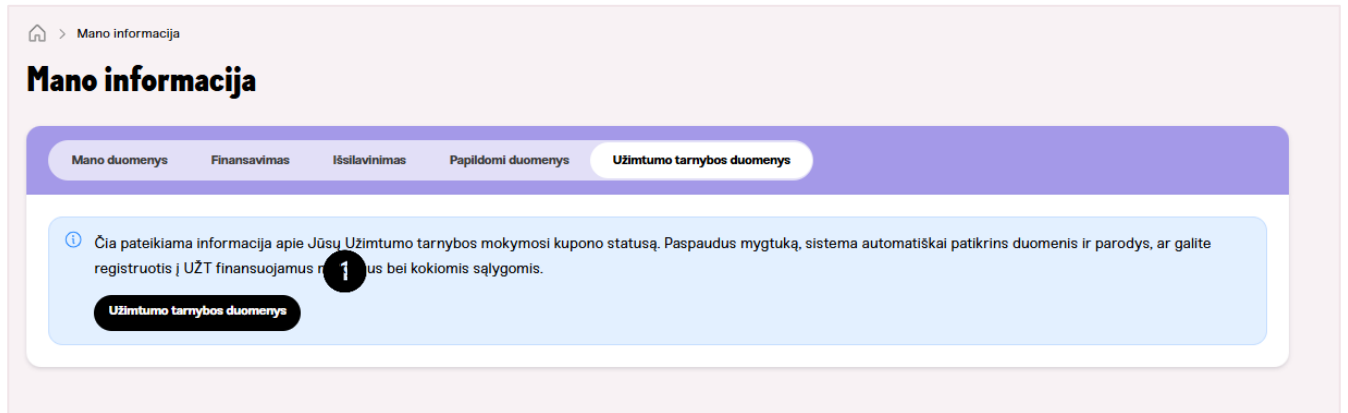 Mano informacija
Mano informacija
Mano duomenys Finansavimas Išsilavinimas Papildomi duomenys Užimtumo tarnybos duomenys
Čia pateikiama informacija apie Jūsų Užimtumo tarnybos mokymosi kupono statusą. Paspaudus mygtuką, sistema automatiškai patikrins duomenis ir parodys, ar galite
registruotis į UŽT finansuojamus bei kokiomis sąlygomis.
1
Užimtumo tarnybos duomenys